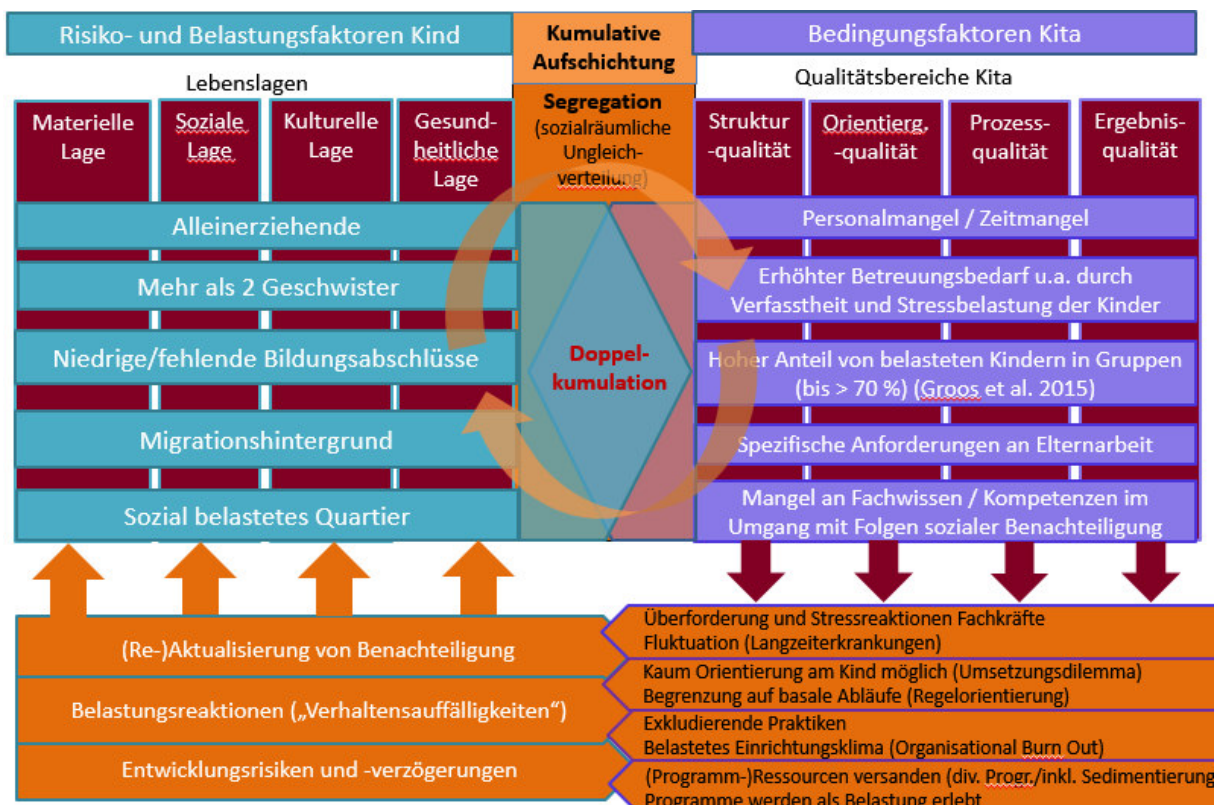 Risiko- und Belastungsfaktoren Kind
Kumulative
Aufschichtung
Bedingungsfaktoren Kita
Lebenslagen
Qualitätsbereiche Kita
Materielle
Lage
Soziale
Lage
Kulturelle
Lage
Gesund-
heitliche
Lage
Segregation
(sozialräumliche
Ungleich-
verteilung)
Struktur
-qualität
Orientierg.
-qualität
Prozess-
qualität
Ergebnis-
qualität
Alleinerziehende
Mehr als 2 Geschwister
Niedrige/fehlende Bildungsabschlüsse
Migrationshintergrund
Sozial belastetes Quartier
Doppel-
kumulation
Personalmangel / Zeitmangel
Erhöhter Betreuungsbedarf u.a. durch
Verfasstheit und Stressbelastung der Kinder
Hoher Anteil von belasteten Kindern in Gruppen
(bis > 70 %) (Groos et al. 2015)
Spezifische Anforderungen an Elternarbeit
Mangel an Fachwissen / Kompetenzen im
Umgang mit Folgen sozialer Benachteiligung
(Re-)Aktualisierung von Benachteiligung
Belastungsreaktionen („Verhaltensauffälligkeiten“)
Entwicklungsrisiken und -verzögerungen
Überforderung und Stressreaktionen Fachkräfte
Fluktuation (Langzeiterkrankungen)
Kaum Orientierung am Kind möglich (Umsetzungsdilemma)
Begrenzung auf basale Abläufe (Regelorientierung)
Exkludierende Praktiken
Belastetes Einrichtungsklima (Organisational Burn Out)
(Programm-)Ressourcen versanden (div. Progr./inkl. Sedimentierung
Programme werden als Belastung erlebt